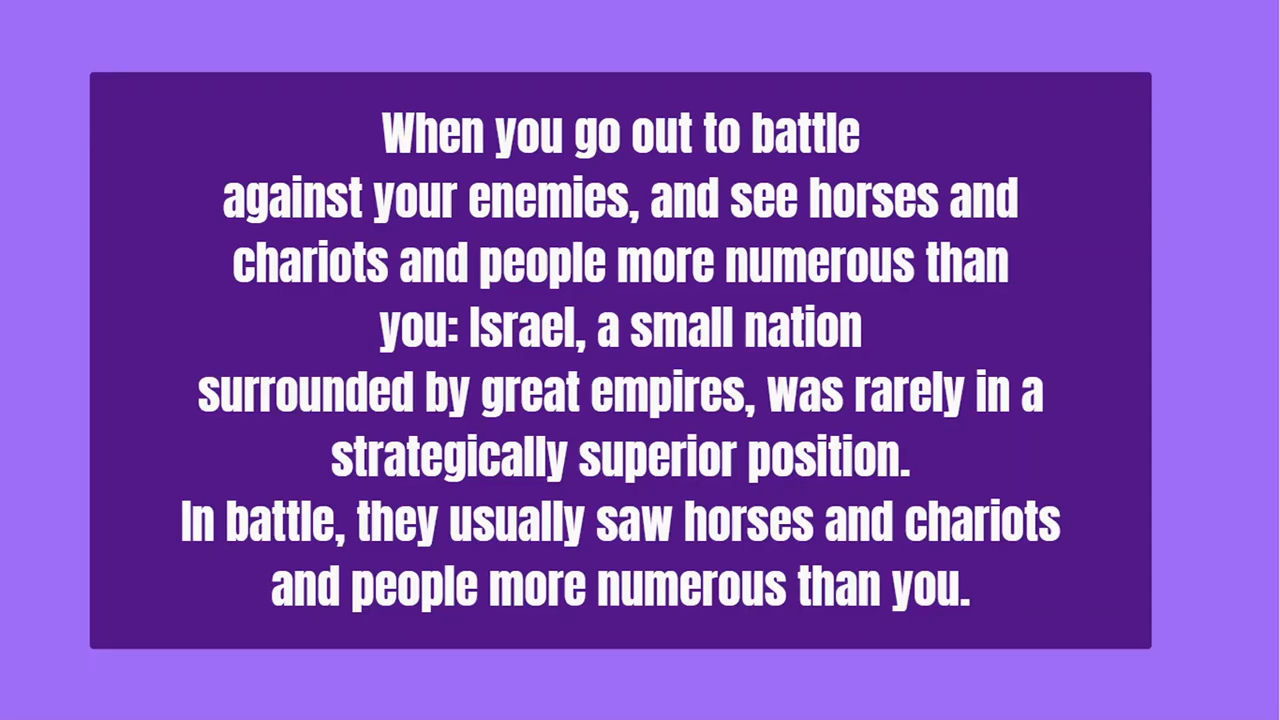 When you go out to battle
against your enemies, and see horses and
chariots and people more numerous than
you: Israel, a small nation
surrounded by great empires, was rarely in a
strategically superior position.
In battle, they usually saw horses and chariots
and people more numerous than you.